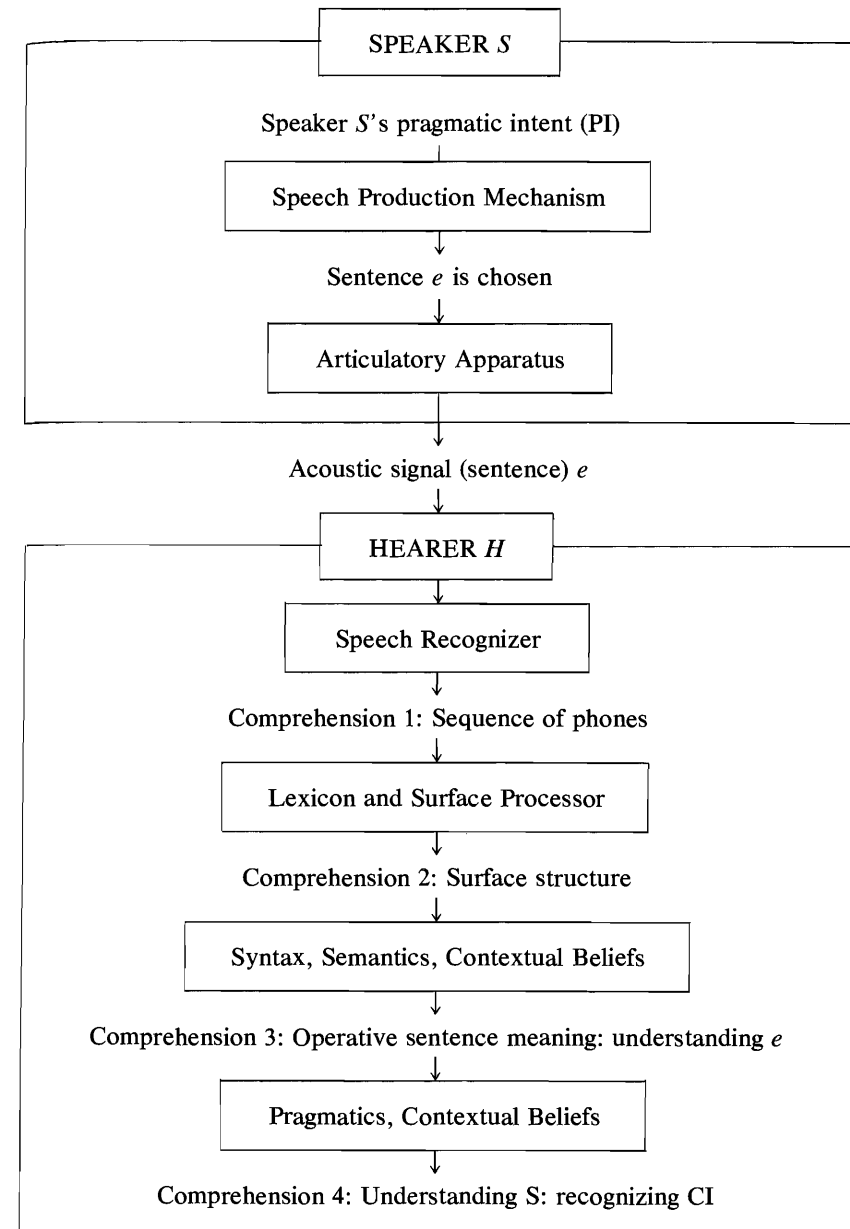 SPEAKER S
Speaker S's pragmatic intent (PI)
Speech Production Mechanism
Sentence e is chosen
Articulatory Apparatus
Acoustic signal (sentence) e
HEARER H
Speech Recognizer
Comprehension 1: Sequence of phones
Lexicon and Surface Processor
Comprehension 2: Surface structure
Syntax, Semantics, Contextual Beliefs
Comprehension 3: Operative sentence meaning: understanding e
Pragmatics, Contextual Beliefs
Comprehension 4: Understanding S: recognizing CI